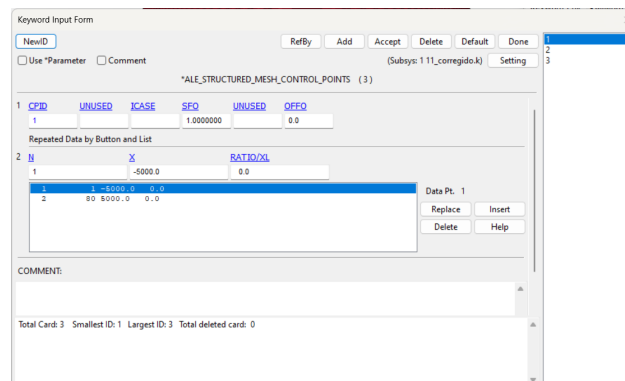 Keyword Input Form
NewID RefBy Add Accept Delete Default Done
Use *Parameter Comment (Subsys: 1 11_corregido.k) Setting
*ALE_STRUCTURED_MESH_CONTROL_POINTS (3)
1 CPID UNUSED ICASE SFO UNUSED OFFO
1 1.0000000 0.0
Repeated Data by Button and List
2 N X RATIO/XL
1 -5000.0 0.0
1 1 -5000.0 0.0
2 80 5000.0 0.0
Data Pt. 1
Replace Insert
Delete Help
COMMENT:
Total Card: 3 Smallest ID: 1 Largest ID: 3 Total deleted card: 0
1
2
3